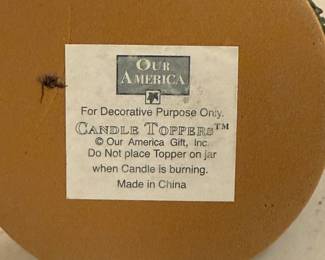 OUR
AMERICA
For Decorative Purpose Only.
CANDLE TOPPERS™
© Our America Gift, Inc.
Do Not place Topper on jar
when Candle is burning.
Made in China